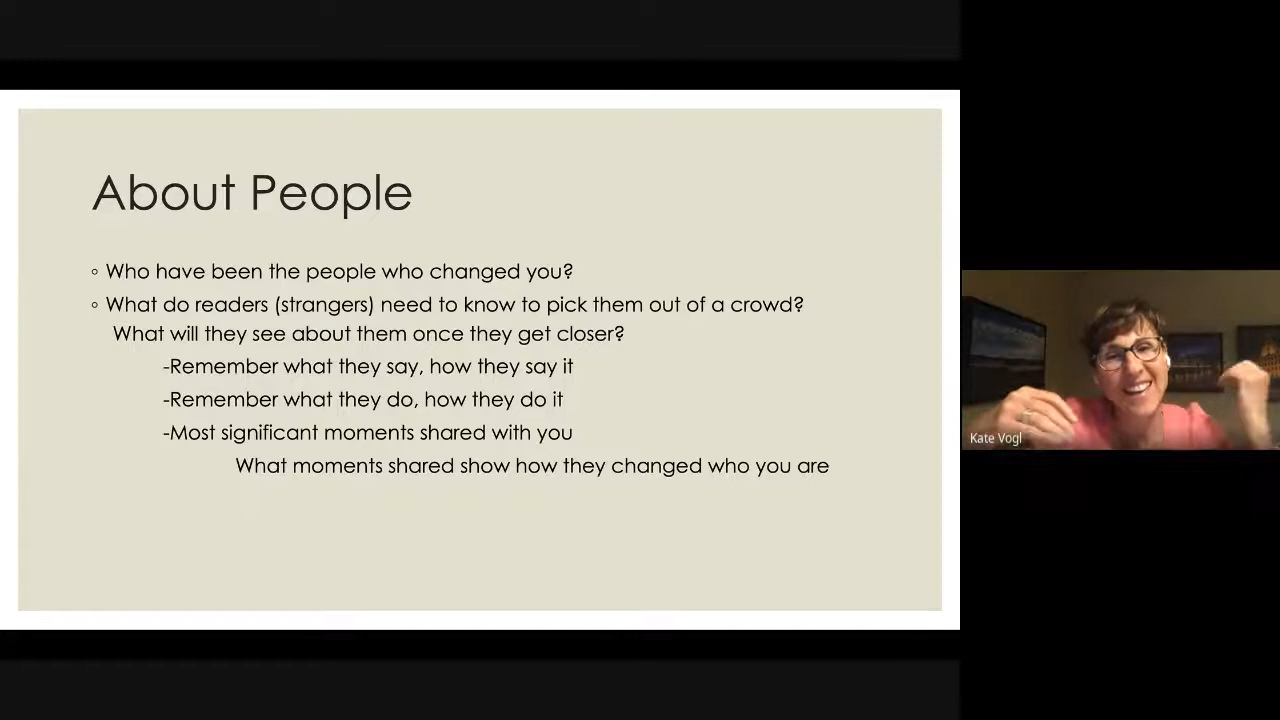 About People
◦ Who have been the people who changed you?
◦ What do readers (strangers) need to know to pick them out of a crowd?
What will they see about them once they get closer?
-Remember what they say, how they say it
-Remember what they do, how they do it
-Most significant moments shared with you
What moments shared show how they changed who you are
Kate Vogl